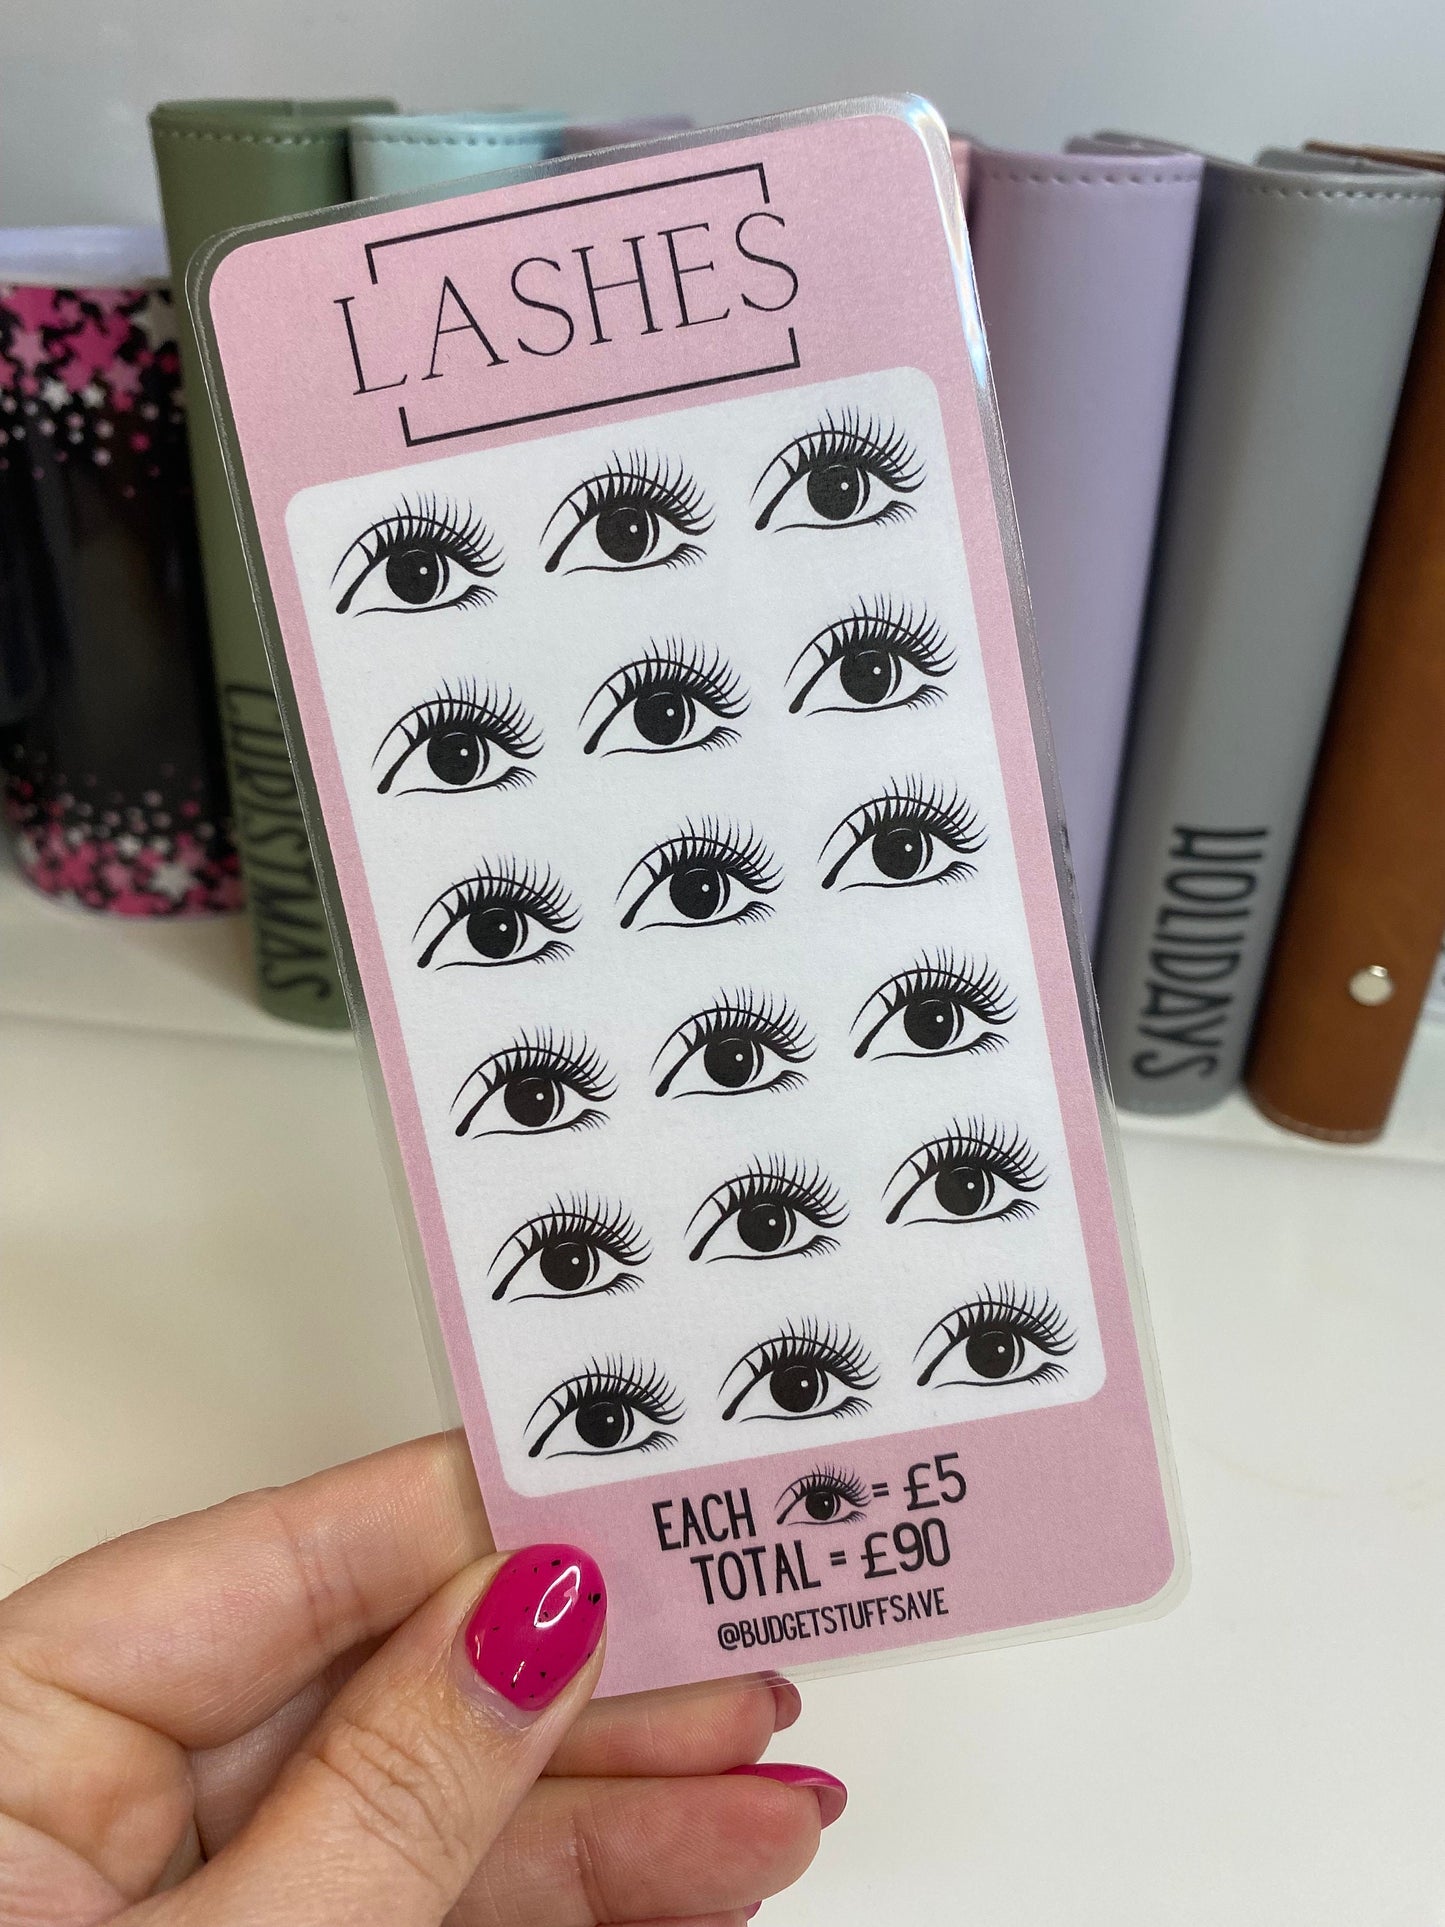 LASHES
EACH = £5
TOTAL = £90
@BUDGETSTUFFSAVE
CHRISTMAS
HOLIDAYS